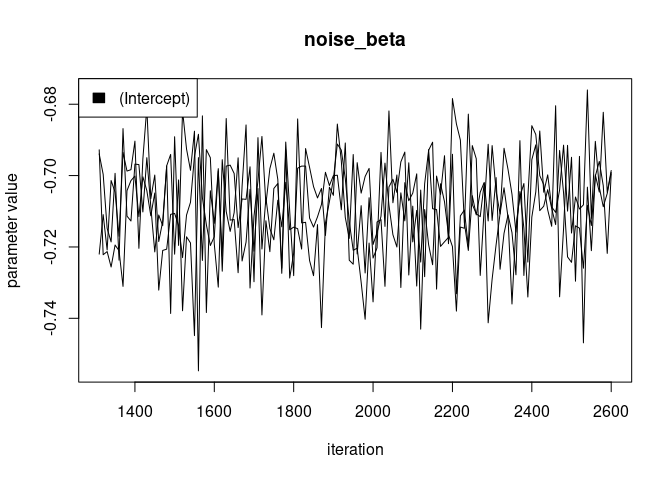 noise_beta
(Intercept)
parameter value
-0.68
-0.70
-0.72
-0.74
1400 1600 1800 2000 2200 2400 2600
iteration